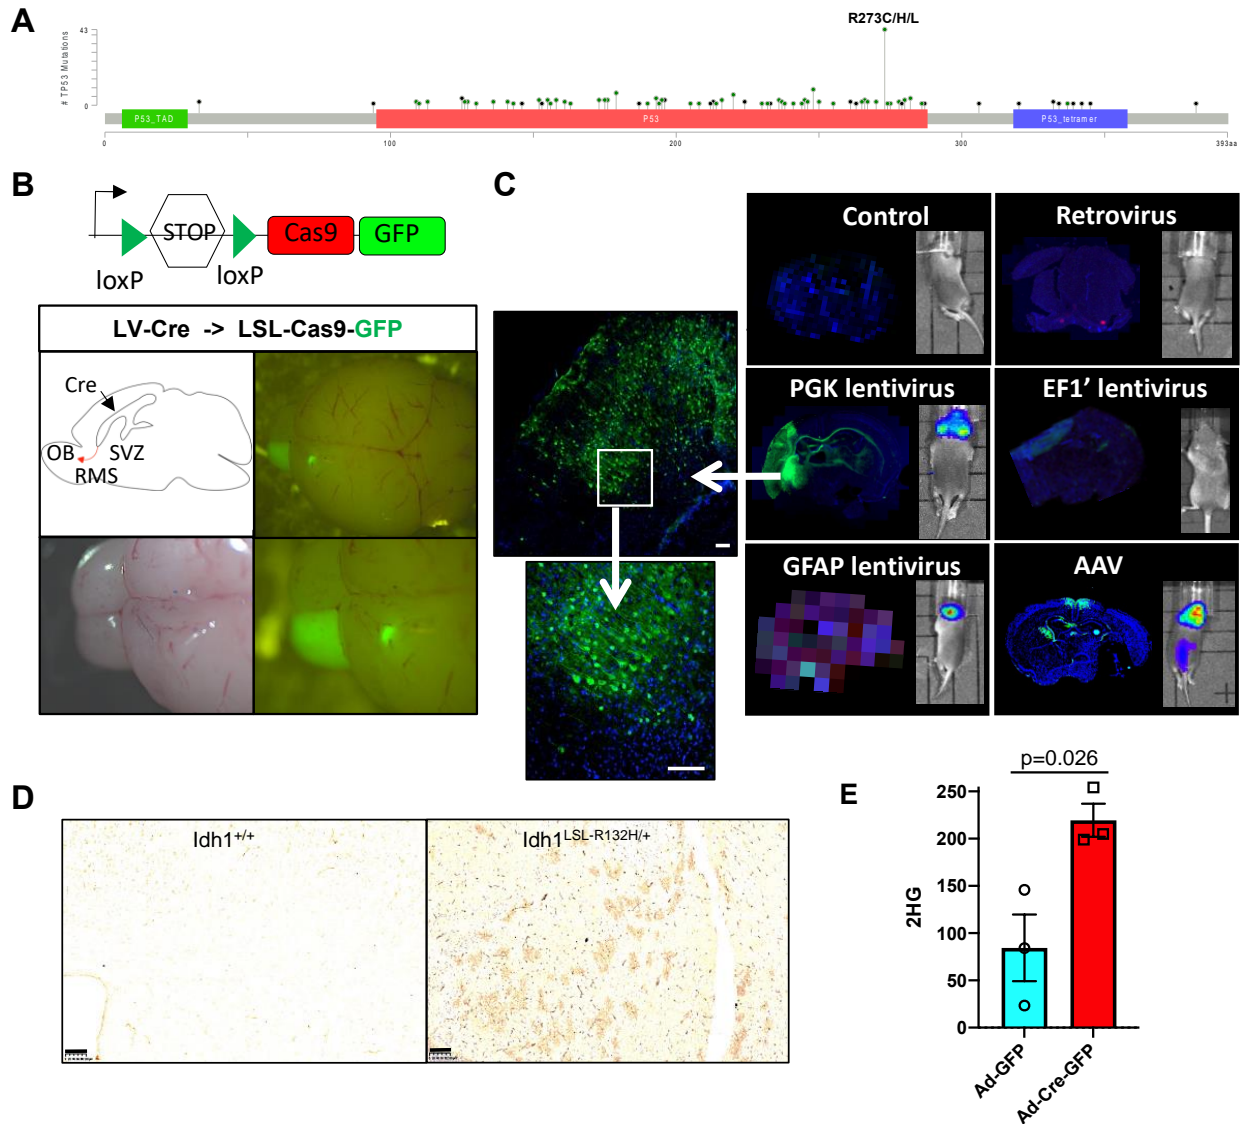 A
R273C/H/L
43
# TP53 Mutations
0
P53_TAD
P53
P53_tetramer
0
100
200
300
393aa
B
STOP
Cas9
GFP
loxP
loxP
LV-Cre -> LSL-Cas9-GFP
Cre
OB
SVZ
RMS
C
Control
Retrovirus
PGK lentivirus
EF1' lentivirus
GFAP lentivirus
AAV
D
Idh1+/+
Idh1LSL-R132H/+
E
p=0.026
250
200
150
100
50
0
2HG
Ad-GFP
Ad-Cre-GFP